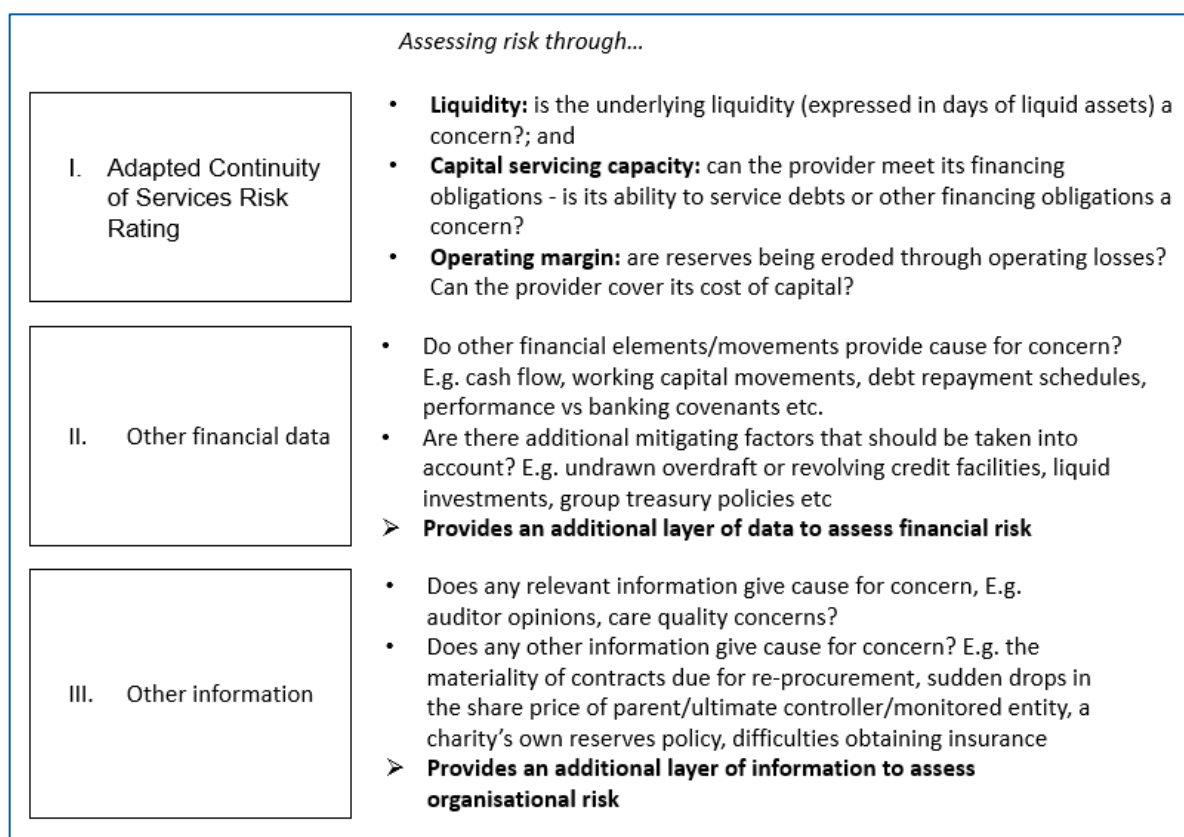 Assessing risk through…
I. Adapted Continuity
of Services Risk
Rating
• Liquidity: is the underlying liquidity (expressed in days of liquid assets) a
concern?; and
• Capital servicing capacity: can the provider meet its financing
obligations - is its ability to service debts or other financing obligations a
concern?
• Operating margin: are reserves being eroded through operating losses?
Can the provider cover its cost of capital?
II. Other financial data
• Do other financial elements/movements provide cause for concern?
E.g. cash flow, working capital movements, debt repayment schedules,
performance vs banking covenants etc.
• Are there additional mitigating factors that should be taken into
account? E.g. undrawn overdraft or revolving credit facilities, liquid
investments, group treasury policies etc
➢ Provides an additional layer of data to assess financial risk
III. Other information
• Does any relevant information give cause for concern, E.g.
auditor opinions, care quality concerns?
• Does any other information give cause for concern? E.g. the
materiality of contracts due for re-procurement, sudden drops in
the share price of parent/ultimate controller/monitored entity, a
charity’s own reserves policy, difficulties obtaining insurance
➢ Provides an additional layer of information to assess
organisational risk